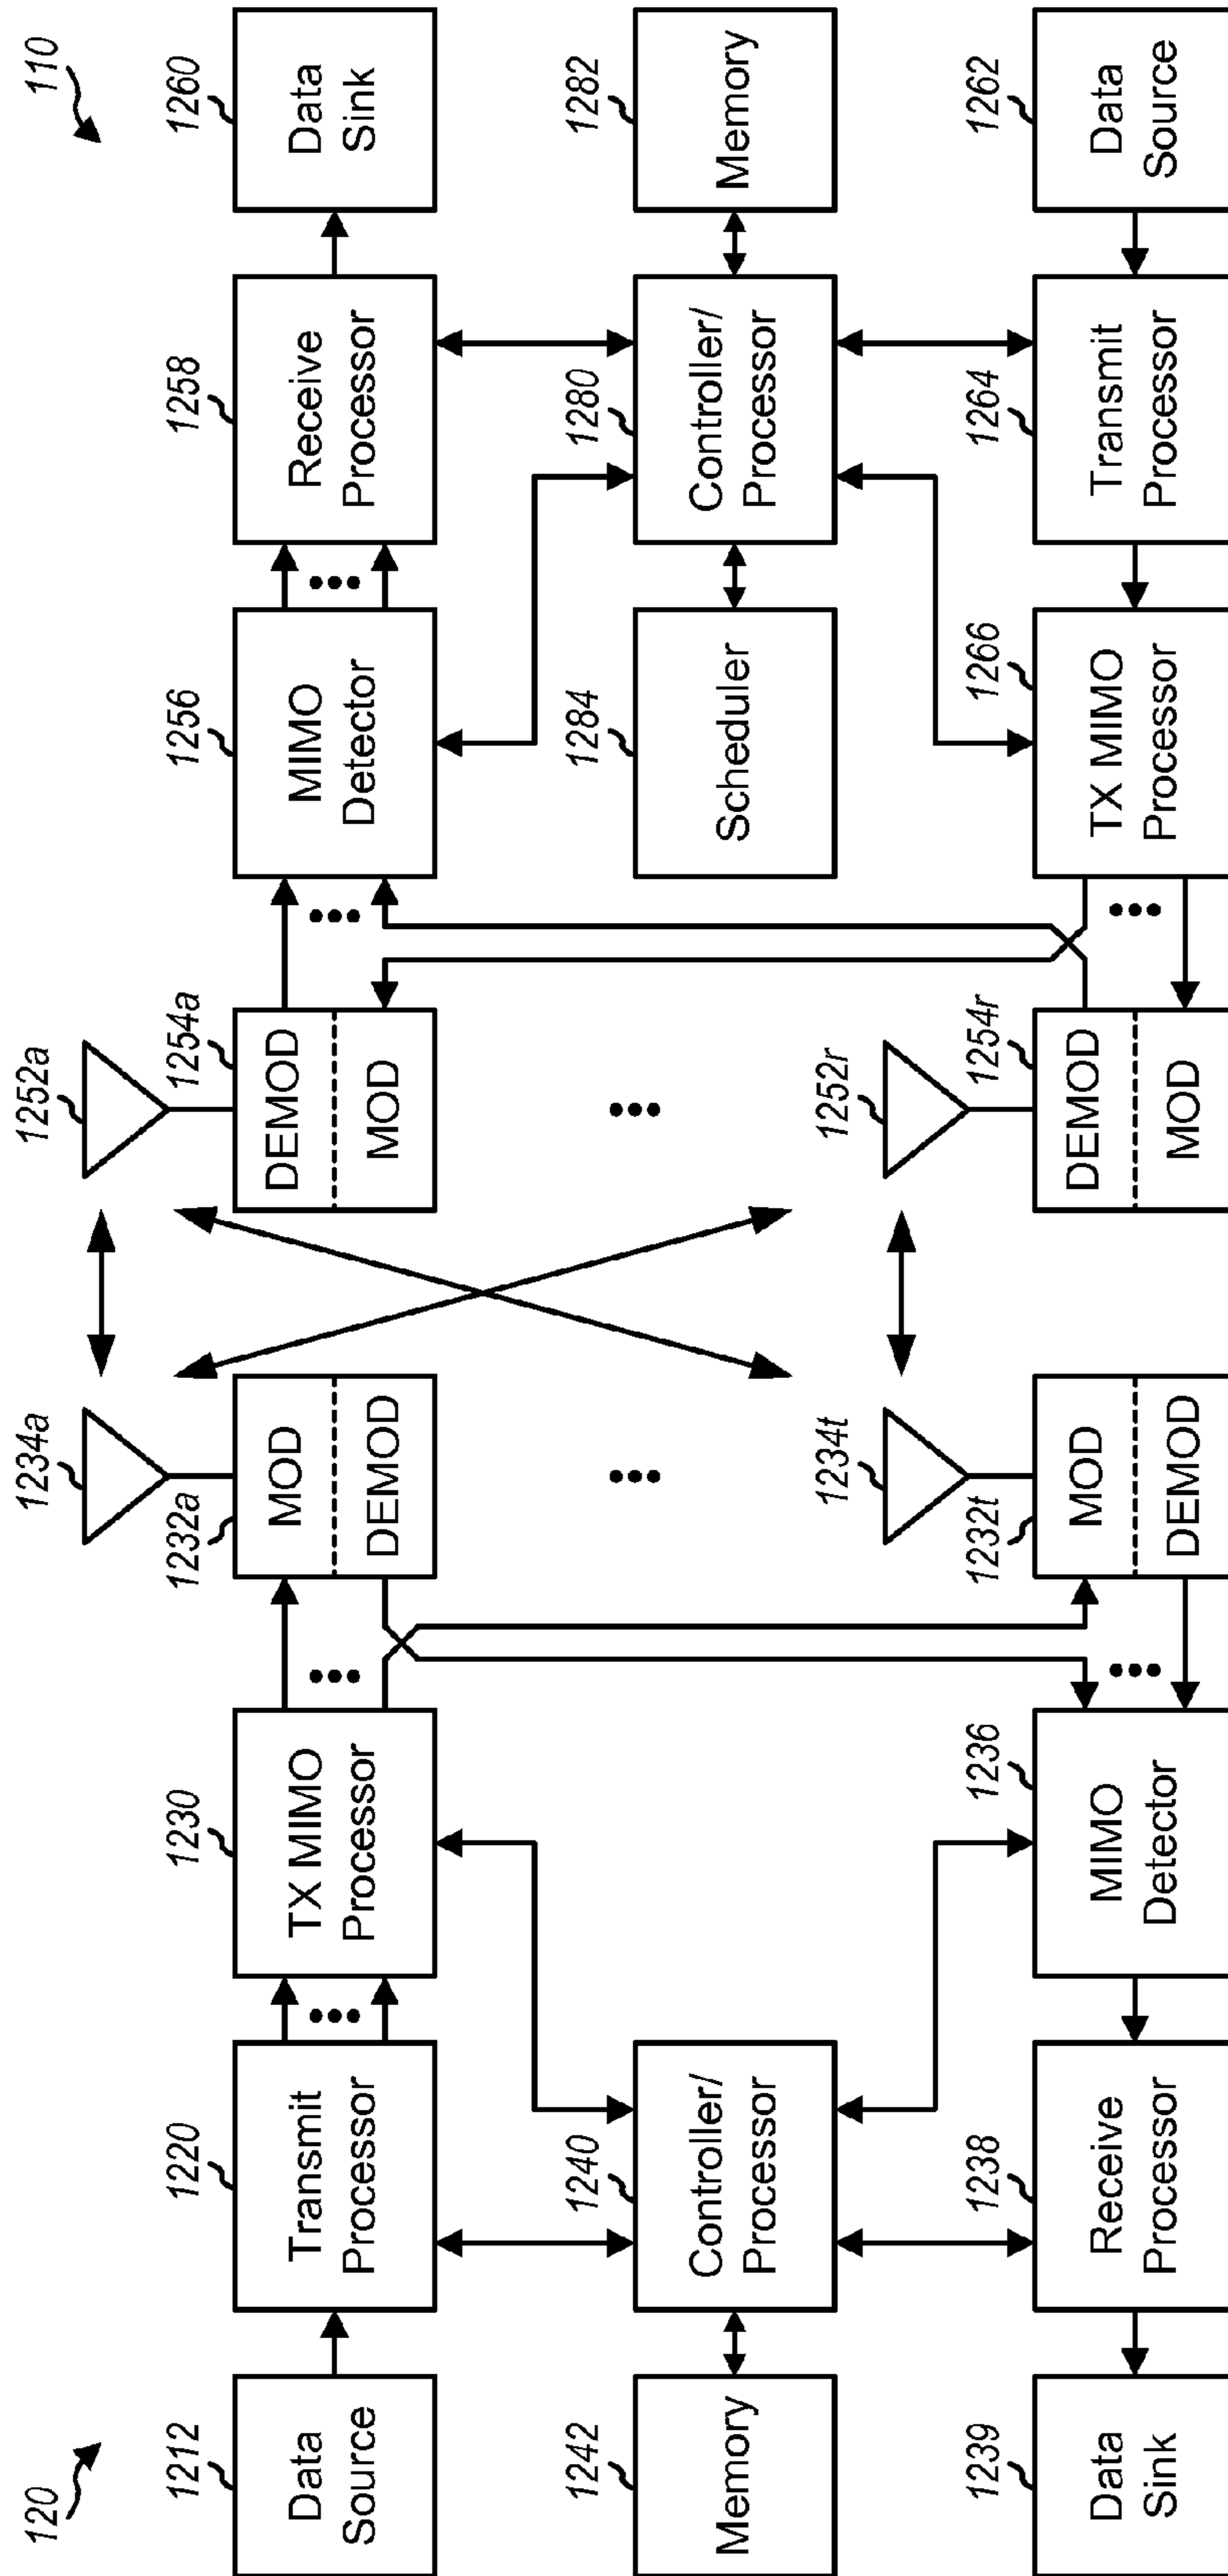 120
1212
Data
Source
1220
Transmit
Processor
1230
TX MIMO
Processor
1232a
MOD
DEMOD
1234a
1242
Memory
1240
Controller/
Processor
1239
Data
Sink
1238
Receive
Processor
1236
MIMO
Detector
1232t
MOD
DEMOD
1234t
110
1252a
1254a
DEMOD
MOD
1256
MIMO
Detector
1258
Receive
Processor
1260
Data
Sink
1284
Scheduler
1280
Controller/
Processor
1282
Memory
1252r
1254r
DEMOD
MOD
1266
TX MIMO
Processor
1264
Transmit
Processor
1262
Data
Source